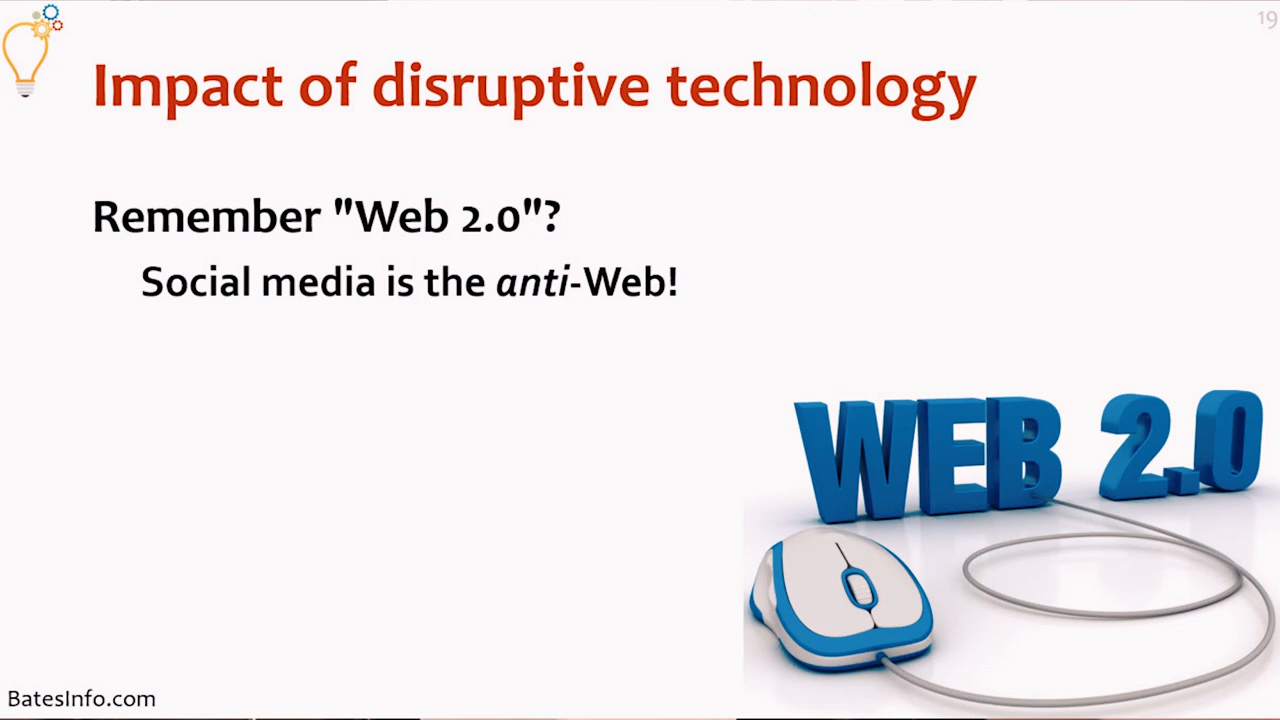 19
Impact of disruptive technology
Remember "Web 2.0"?
Social media is the anti-Web!
WEB 2.0
BatesInfo.com